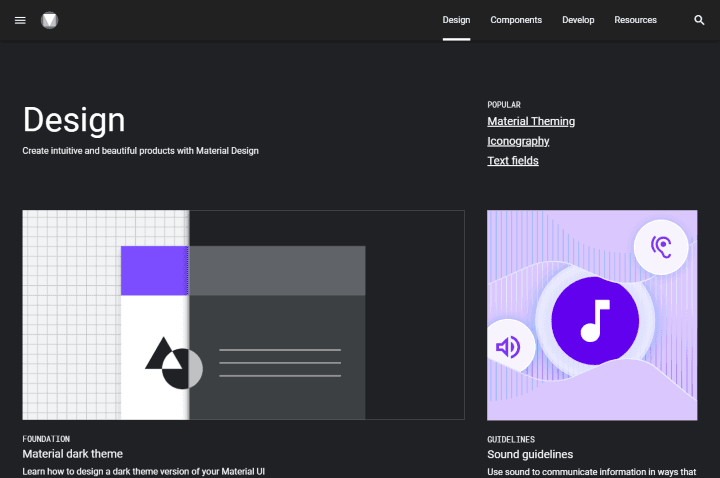 Design
Components
Develop
Resources
Design
Create intuitive and beautiful products with Material Design
POPULAR
Material Theming
Iconography
Text fields
FOUNDATION
Material dark theme
Learn how to design a dark theme version of your Material UI
GUIDELINES
Sound guidelines
Use sound to communicate information in ways that